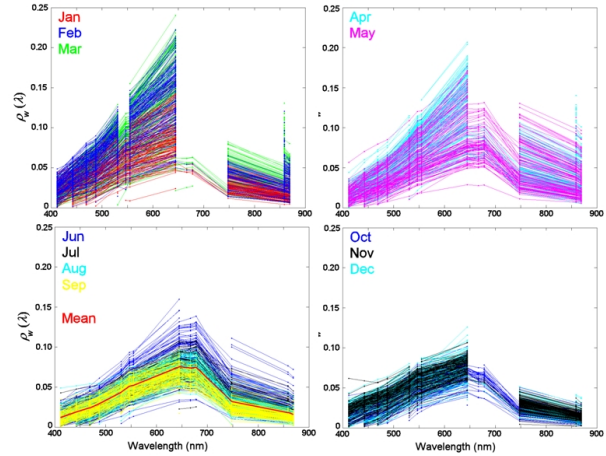 0.25
0.20
0.15
0.10
0.05
0
ρw(λ)
Jan
Feb
Mar
400
500
600
700
800
900
0.25
0.20
0.15
0.10
0.05
0
"
Apr
May
400
500
600
700
800
900
0.25
0.20
0.15
0.10
0.05
0
ρw(λ)
Jun
Jul
Aug
Sep
Mean
400
500
600
700
800
900
Wavelength (nm)
0.25
0.20
0.15
0.10
0.05
0
"
Oct
Nov
Dec
400
500
600
700
800
900
Wavelength (nm)